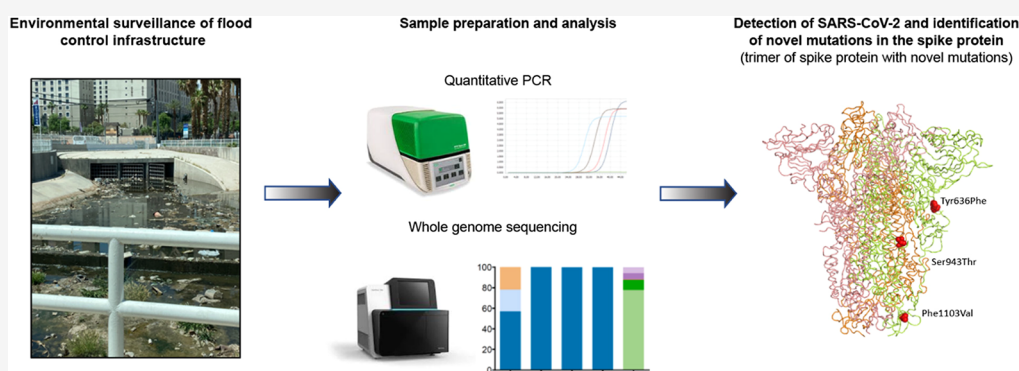 Environmental surveillance of flood
control infrastructure
Sample preparation and analysis
Detection of SARS-CoV-2 and identification
of novel mutations in the spike protein
(trimer of spike protein with novel mutations)
Quantitative PCR
Whole genome sequencing
100
80
60
40
20
0
Tyr636Phe
Ser943Thr
Phe1103Val